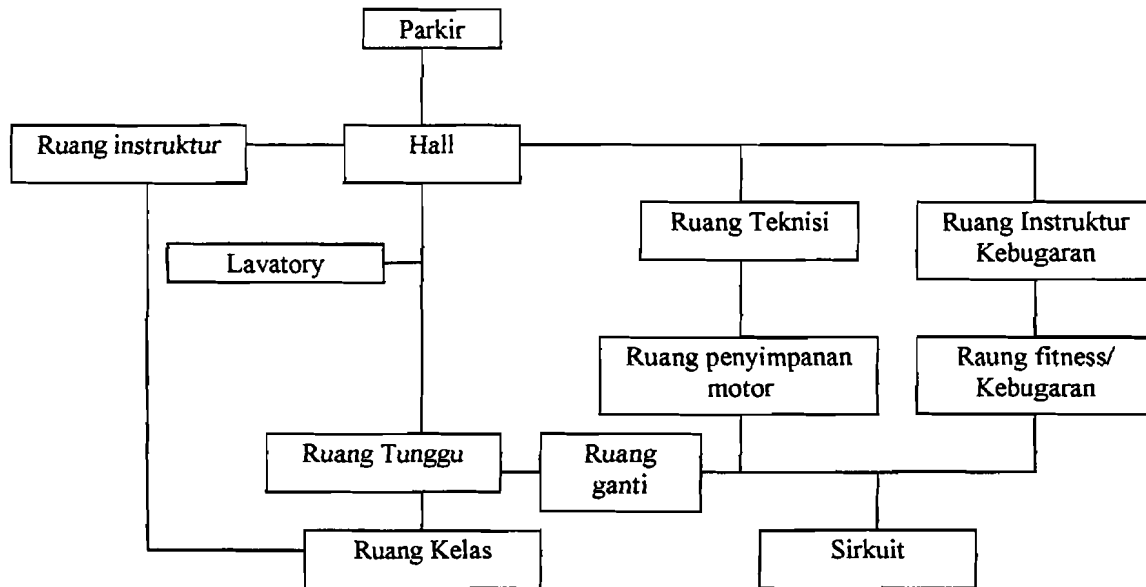 Parkir
Ruang instruktur
Hall
Ruang Teknisi
Ruang Instruktur
Kebugaran
Lavatory
Ruang penyimpanan
motor
Raung fitness/
Kebugaran
Ruang Tunggu
Ruang
ganti
Ruang Kelas
Sirkuit